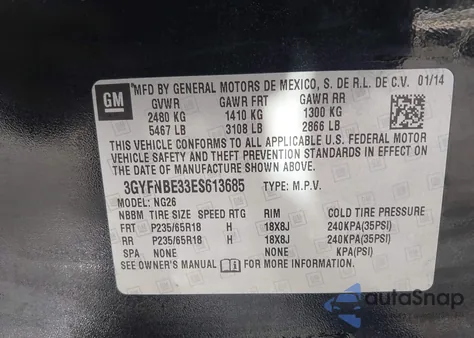 GM
MFD BY GENERAL MOTORS DE MEXICO, S. DE R.L. DE C.V. 01/14
GVWR GAWR FRT GAWR RR
2480 KG 1410 KG 1300 KG
5467 LB 3108 LB 2866 LB
THIS VEHICLE CONFORMS TO ALL APPLICABLE U.S. FEDERAL MOTOR
VEHICLE SAFETY AND THEFT PREVENTION STANDARDS IN EFFECT ON
THE DATE OF MANUFACTURE SHOWN ABOVE.
3GYFNBE33ES613685 TYPE: M.P.V.
MODEL: NG26
NBBM TIRE SIZE SPEED RTG RIM COLD TIRE PRESSURE
FRT P235/65R18 H 18X8J 240KPA(35PSI)
RR P235/65R18 H 18X8J 240KPA(35PSI)
SPA NONE NONE KPA(PSI)
SEE OWNER'S MANUAL FOR MORE INFORMATION.
autoSnap